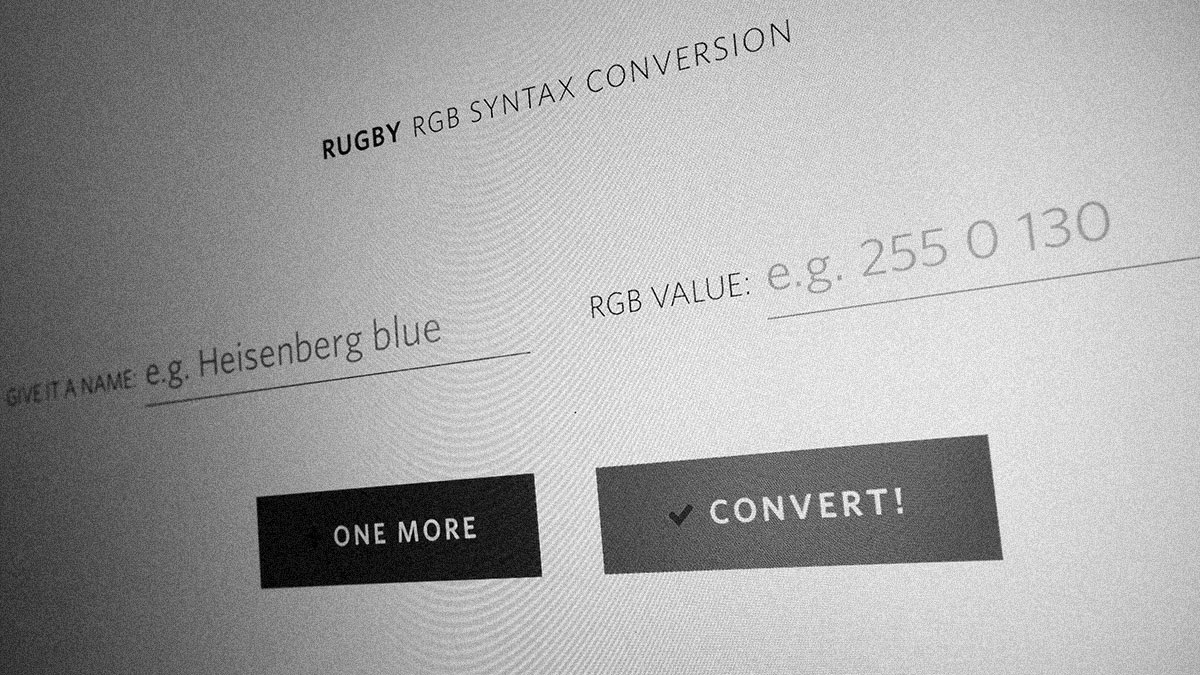 RUGBY RGB SYNTAX CONVERSION
GIVE IT A NAME: e.g. Heisenberg blue
RGB VALUE: e.g. 255 0 130
ONE MORE
CONVERT!